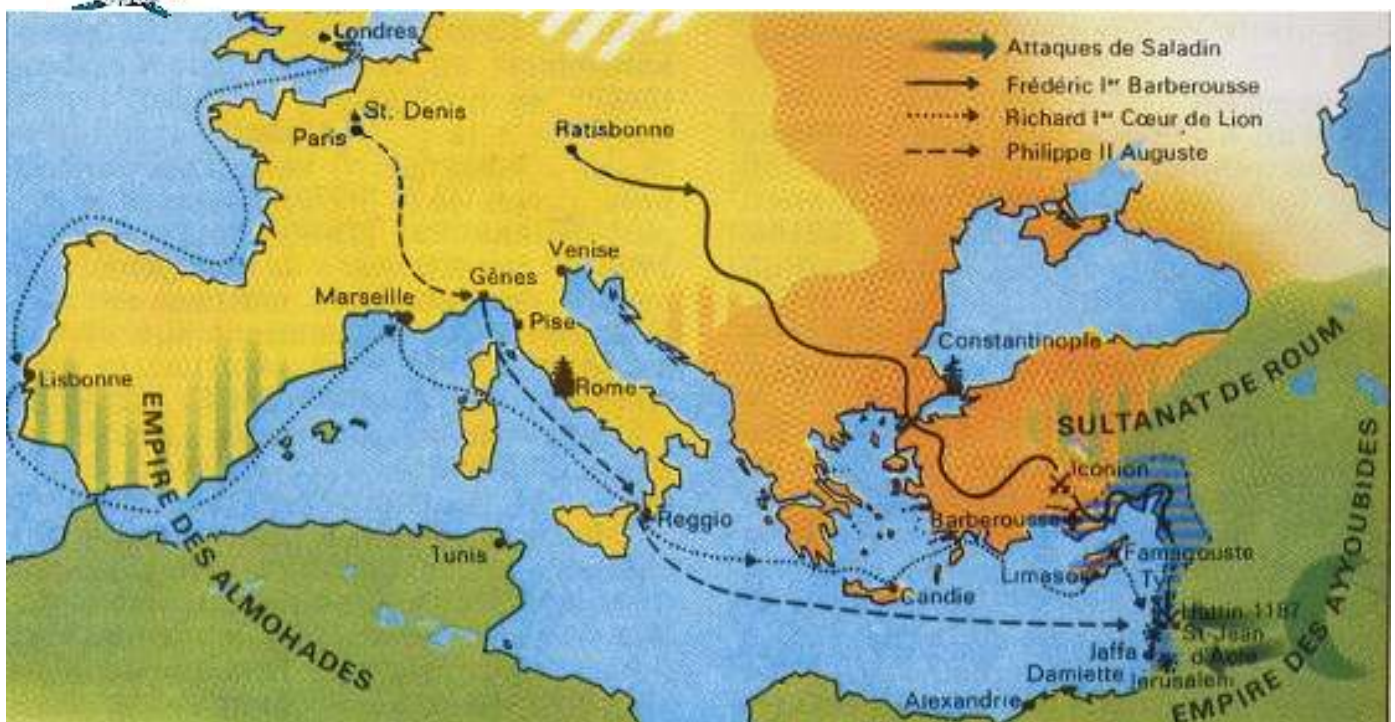 Londres
Attaques de Saladin
Frédéric Iᵉʳ Barberousse
Richard Iᵉʳ Cœur de Lion
Philippe II Auguste
St. Denis
Paris
Ratisbonne
Venise
Gênes
Marseille
Pise
Constantinople
Lisbonne
Rome
EMPIRE DES ALMOHADES
SULTANAT DE ROUM
Iconion
Reggio
Barberousse
Tunis
Famagouste
Limasol
Candie
Tyr
Hattin 1187
St-Jean
d'Acre
Jaffa
Damiette
Jérusalem
Alexandrie
EMPIRE DES AYYOUBIDES